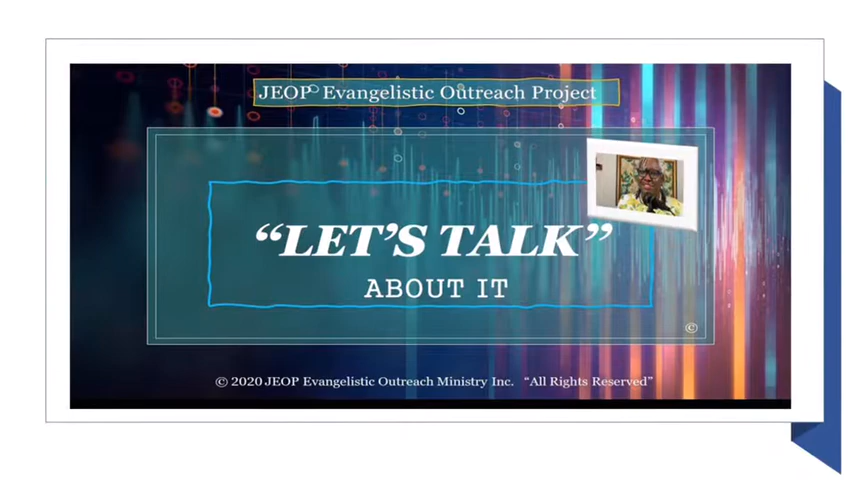 JEOP Evangelistic Outreach Project
“LET’S TALK”
ABOUT IT
©
© 2020 JEOP Evangelistic Outreach Ministry Inc. “All Rights Reserved”